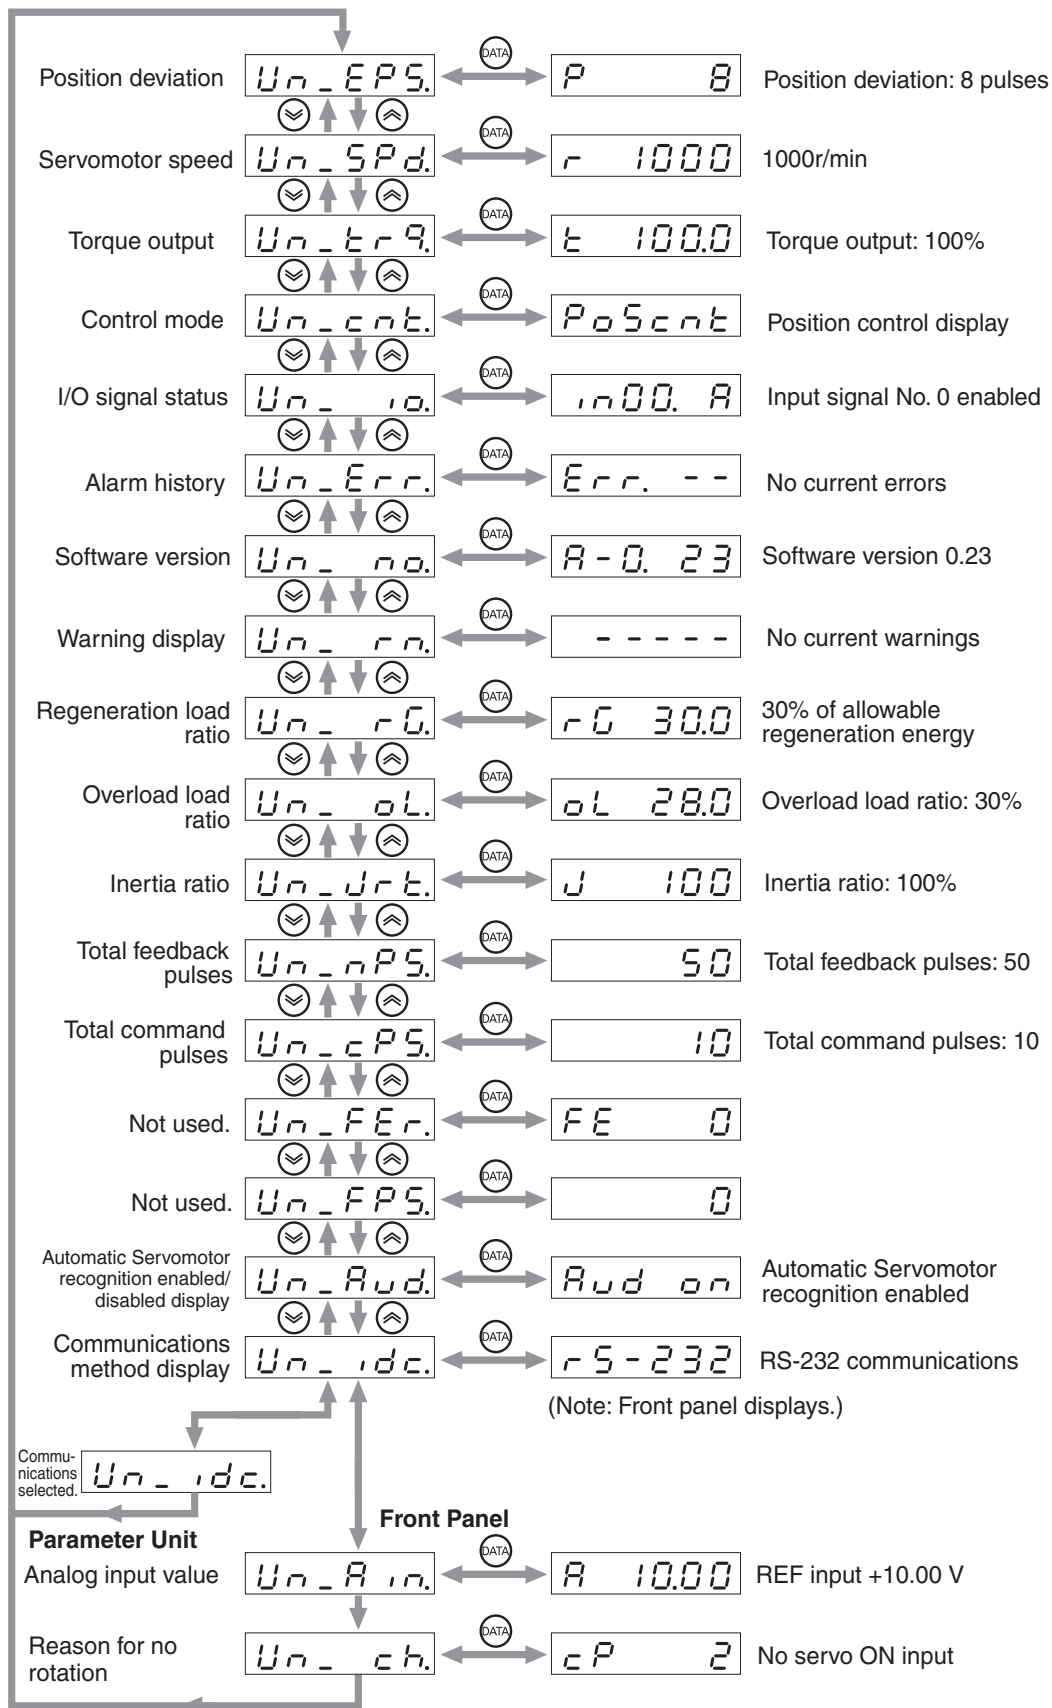 DATA
Position deviation Un_EPS. P 8 Position deviation: 8 pulses
DATA
Servomotor speed Un_SPd. r 1000 1000r/min
DATA
Torque output Un_trq. t 100.0 Torque output: 100%
DATA
Control mode Un_cnt. PoScnt Position control display
DATA
I/O signal status Un_ io. in00. A Input signal No. 0 enabled
DATA
Alarm history Un_Err. Err. -- No current errors
DATA
Software version Un_ no. A-0. 23 Software version 0.23
DATA
Warning display Un_ rn. ----- No current warnings
DATA
Regeneration load
ratio
Un_ rG. rG 30.0
30% of allowable
regeneration energy
DATA
Overload load
ratio
Un_ oL. oL 28.0 Overload load ratio: 30%
DATA
Inertia ratio Un_Jrt. J 100 Inertia ratio: 100%
DATA
Total feedback
pulses
Un_nPS. 50 Total feedback pulses: 50
DATA
Total command
pulses
Un_cPS. 10 Total command pulses: 10
DATA
Not used. Un_FEr. FE 0
DATA
Not used. Un_FPS. 0
DATA
Automatic Servomotor
recognition enabled/
disabled display
Un_Aud. Aud on
Automatic Servomotor
recognition enabled
DATA
Communications
method display
Un_ idc. rS-232 RS-232 communications
(Note: Front panel displays.)
Commu-
nications
selected.
Un_ idc.
Parameter Unit
Front Panel
DATA
Analog input value Un_A in. A 10.00 REF input +10.00 V
DATA
Reason for no
rotation
Un_ ch. cP 2 No servo ON input